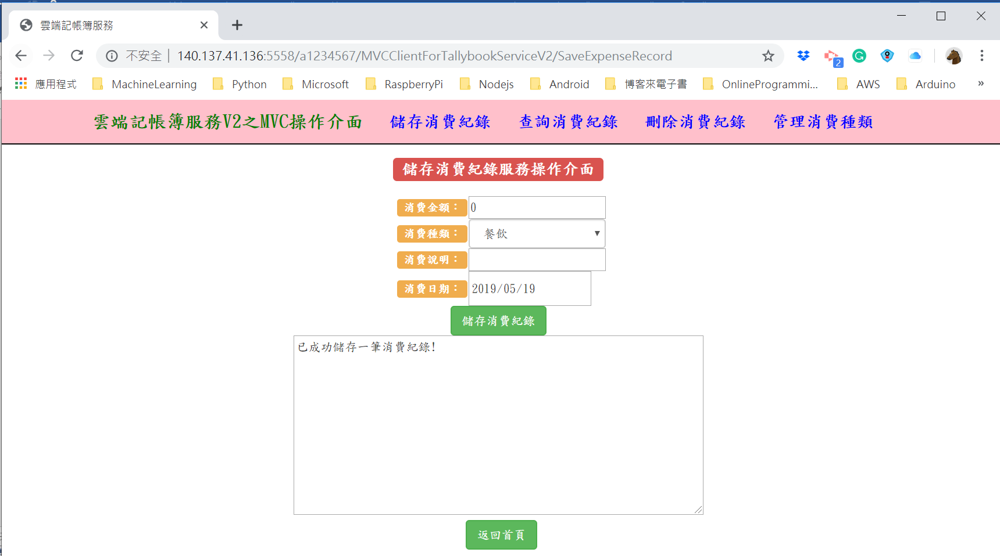 雲端記帳簿服務
不安全 | 140.137.41.136:5558/a1234567/MVCClientForTallybookServiceV2/SaveExpenseRecord
2
應用程式 MachineLearning Python Microsoft RaspberryPi Nodejs Android 博客來電子書 OnlineProgrammi... AWS Arduino »
雲端記帳簿服務V2之MVC操作介面 儲存消費紀錄 查詢消費紀錄 刪除消費紀錄 管理消費種類
儲存消費紀錄服務操作介面
消費金額： 0
消費種類： 餐飲
消費說明：
消費日期： 2019/05/19
儲存消費紀錄
已成功儲存一筆消費紀錄!
返回首頁